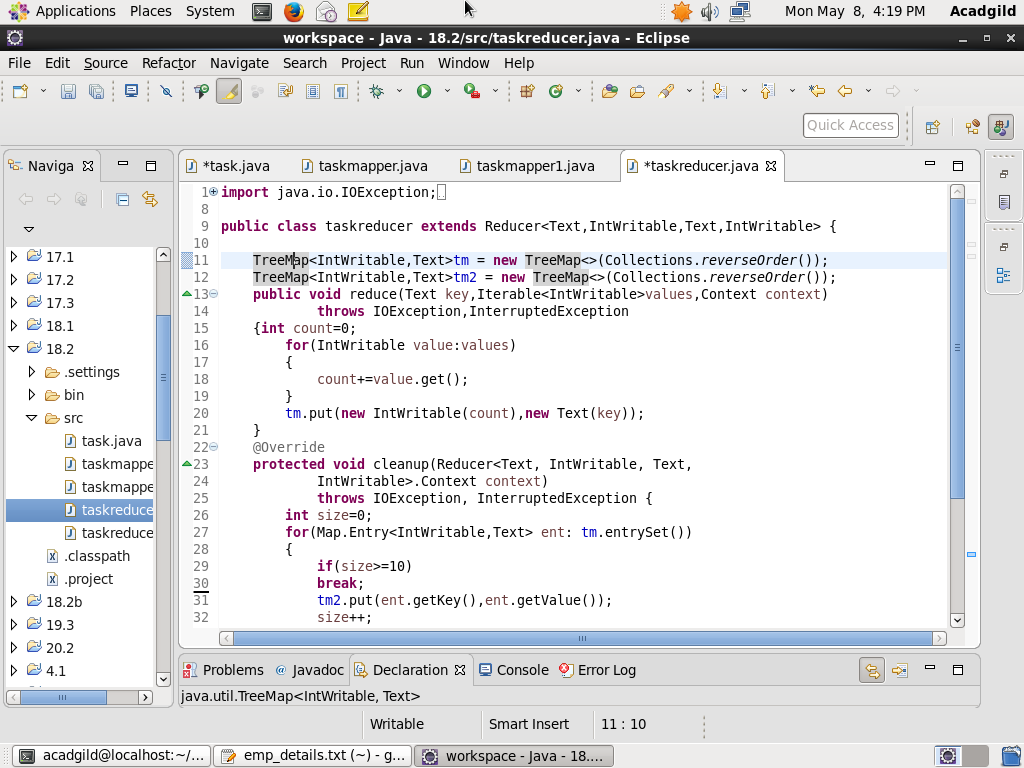 Applications Places System Mon May 8, 4:19 PM Acadgild
workspace - Java - 18.2/src/taskreducer.java - Eclipse
File Edit Source Refactor Navigate Search Project Run Window Help
Quick Access
Naviga
*task.java taskmapper.java taskmapper1.java *taskreducer.java
17.1
17.2
17.3
18.1
18.2
.settings
bin
src
task.java
taskmappe
taskmappe
taskreduce
taskreduce
.classpath
.project
18.2b
19.3
20.2
4.1
1 import java.io.IOException;
8
9 public class taskreducer extends Reducer<Text,IntWritable,Text,IntWritable> {
10
11 TreeMap<IntWritable,Text>tm = new TreeMap<>(Collections.reverseOrder());
12 TreeMap<IntWritable,Text>tm2 = new TreeMap<>(Collections.reverseOrder());
13 public void reduce(Text key,Iterable<IntWritable>values,Context context)
14 throws IOException,InterruptedException
15 {int count=0;
16 for(IntWritable value:values)
17 {
18 count+=value.get();
19 }
20 tm.put(new IntWritable(count),new Text(key));
21 }
22 @Override
23 protected void cleanup(Reducer<Text, IntWritable, Text,
24 IntWritable>.Context context)
25 throws IOException, InterruptedException {
26 int size=0;
27 for(Map.Entry<IntWritable,Text> ent: tm.entrySet())
28 {
29 if(size>=10)
30 break;
31 tm2.put(ent.getKey(),ent.getValue());
32 size++;
Problems @ Javadoc Declaration Console Error Log
java.util.TreeMap<IntWritable, Text>
Writable Smart Insert 11 : 10
acadgild@localhost:~/... emp_details.txt (~) - g... workspace - Java - 18....